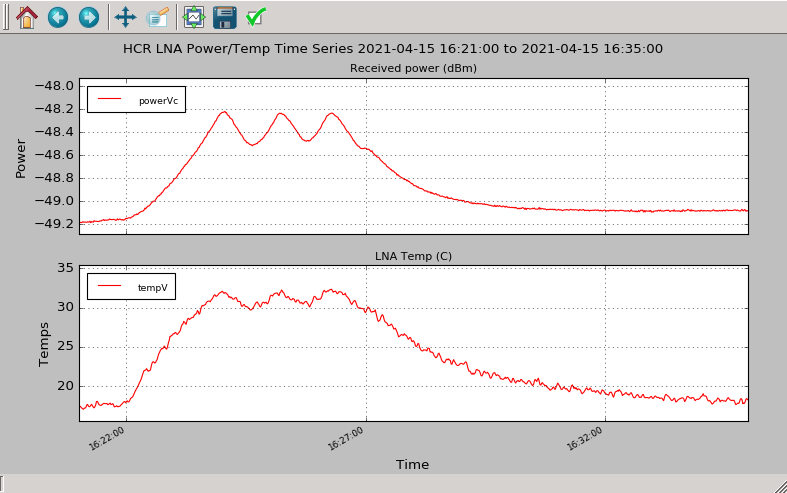 HCR LNA Power/Temp Time Series 2021-04-15 16:21:00 to 2021-04-15 16:35:00
Received power (dBm)
powerVc
Power
−48.0
−48.2
−48.4
−48.6
−48.8
−49.0
−49.2
LNA Temp (C)
tempV
Temps
35
30
25
20
16:22:00
16:27:00
16:32:00
Time